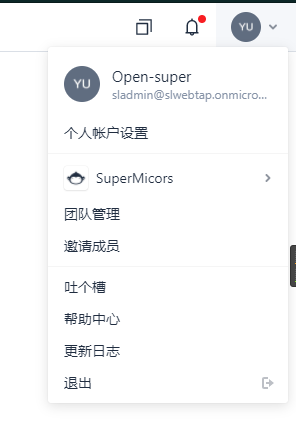 YU
YU
Open-super
sladmin@slwebtap.onmicro...
个人帐户设置
SuperMicors
团队管理
邀请成员
吐个槽
帮助中心
更新日志
退出